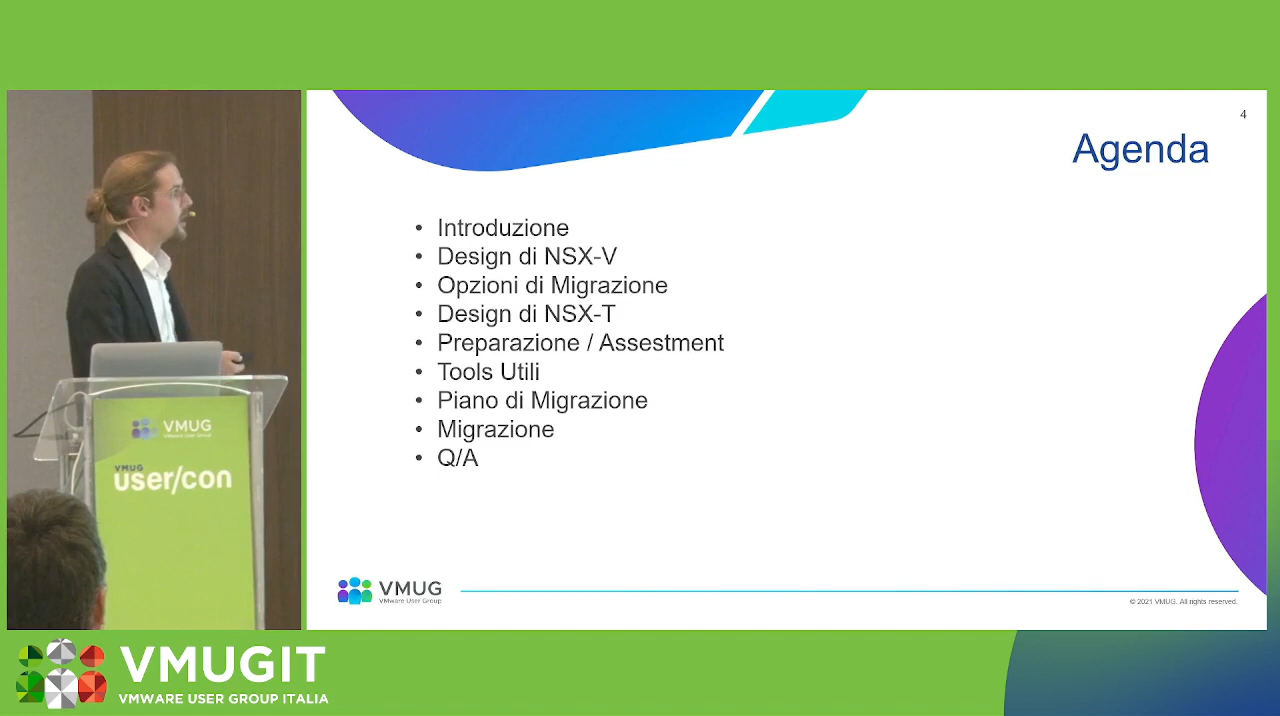 4
Agenda
• Introduzione
• Design di NSX-V
• Opzioni di Migrazione
• Design di NSX-T
• Preparazione / Assestment
• Tools Utili
• Piano di Migrazione
• Migrazione
• Q/A
VMUG
VMware User Group
© 2021 VMUG. All rights reserved.
VMUG
VMware User Group
VMUG
user/con
VMUGIT
VMWARE USER GROUP ITALIA